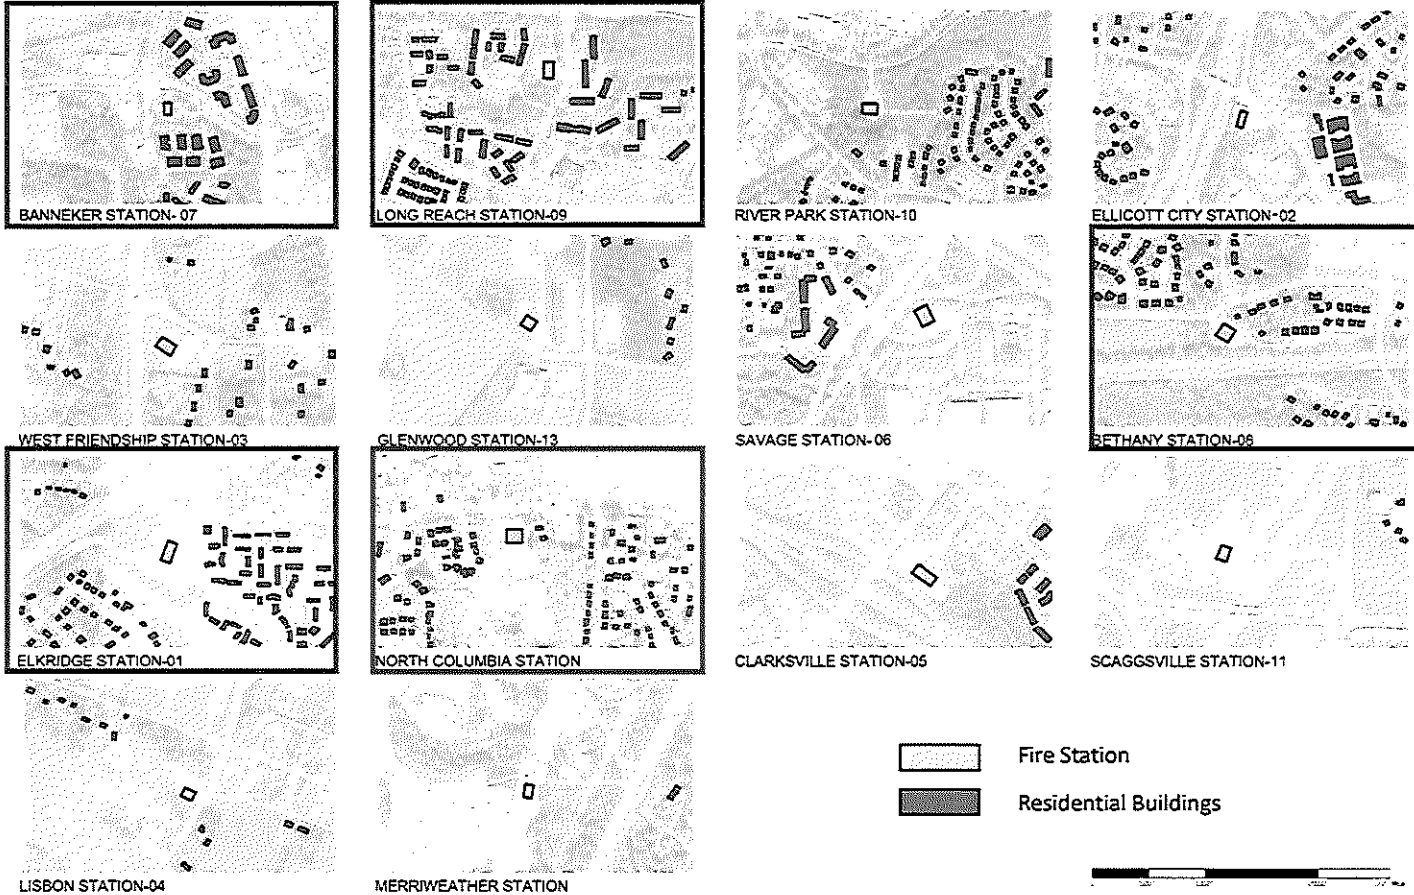 BANNEKER STATION- 07
LONG REACH STATION-09
RIVER PARK STATION-10
ELLICOTT CITY STATION-02
WEST FRIENDSHIP STATION-03
GLENWOOD STATION-13
SAVAGE STATION- 06
BETHANY STATION-08
ELKRIDGE STATION-01
NORTH COLUMBIA STATION
CLARKSVILLE STATION-05
SCAGGSVILLE STATION-11
LISBON STATION-04
MERRIWEATHER STATION
Fire Station
Residential Buildings